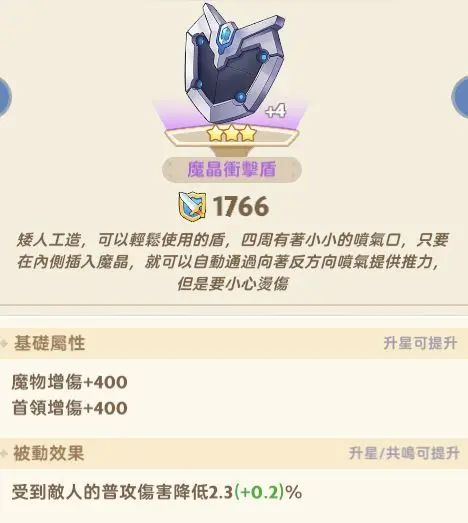 +4
魔晶衝擊盾
1766
矮人工造，可以輕鬆使用的盾，四周有著小小的噴氣口，只要
在內側插入魔晶，就可以自動通過向著反方向噴氣提供推力，
但是要小心燙傷
基礎屬性 升星可提升
魔物增傷+400
首領增傷+400
被動效果 升星/共鳴可提升
受到敵人的普攻傷害降低2.3(+0.2)%